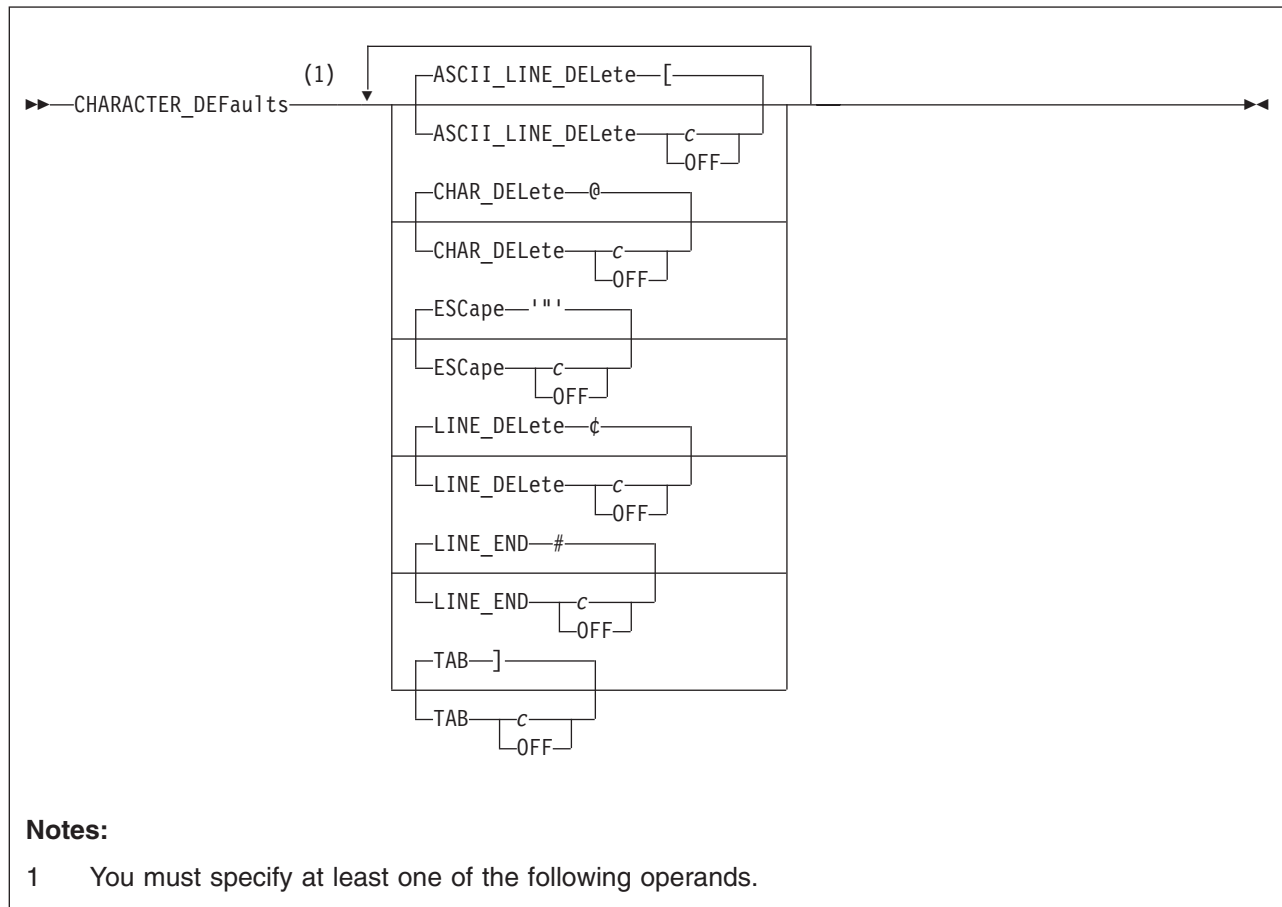 (1)
ASCII_LINE_DELete [
CHARACTER_DEFaults
ASCII_LINE_DELete c
OFF
CHAR_DELete @
CHAR_DELete c
OFF
ESCape '"'
ESCape c
OFF
LINE_DELete ¢
LINE_DELete c
OFF
LINE_END #
LINE_END c
OFF
TAB ]
TAB c
OFF
Notes:
1 You must specify at least one of the following operands.